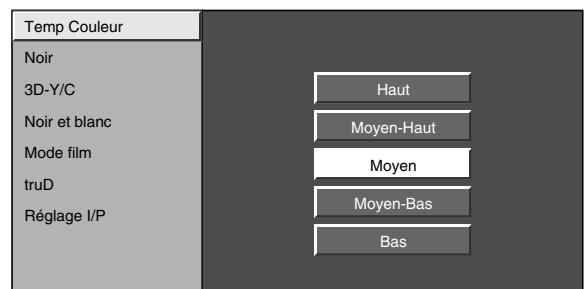 Temp Couleur
Noir
3D-Y/C
Noir et blanc
Mode film
truD
Réglage I/P
Haut
Moyen-Haut
Moyen
Moyen-Bas
Bas